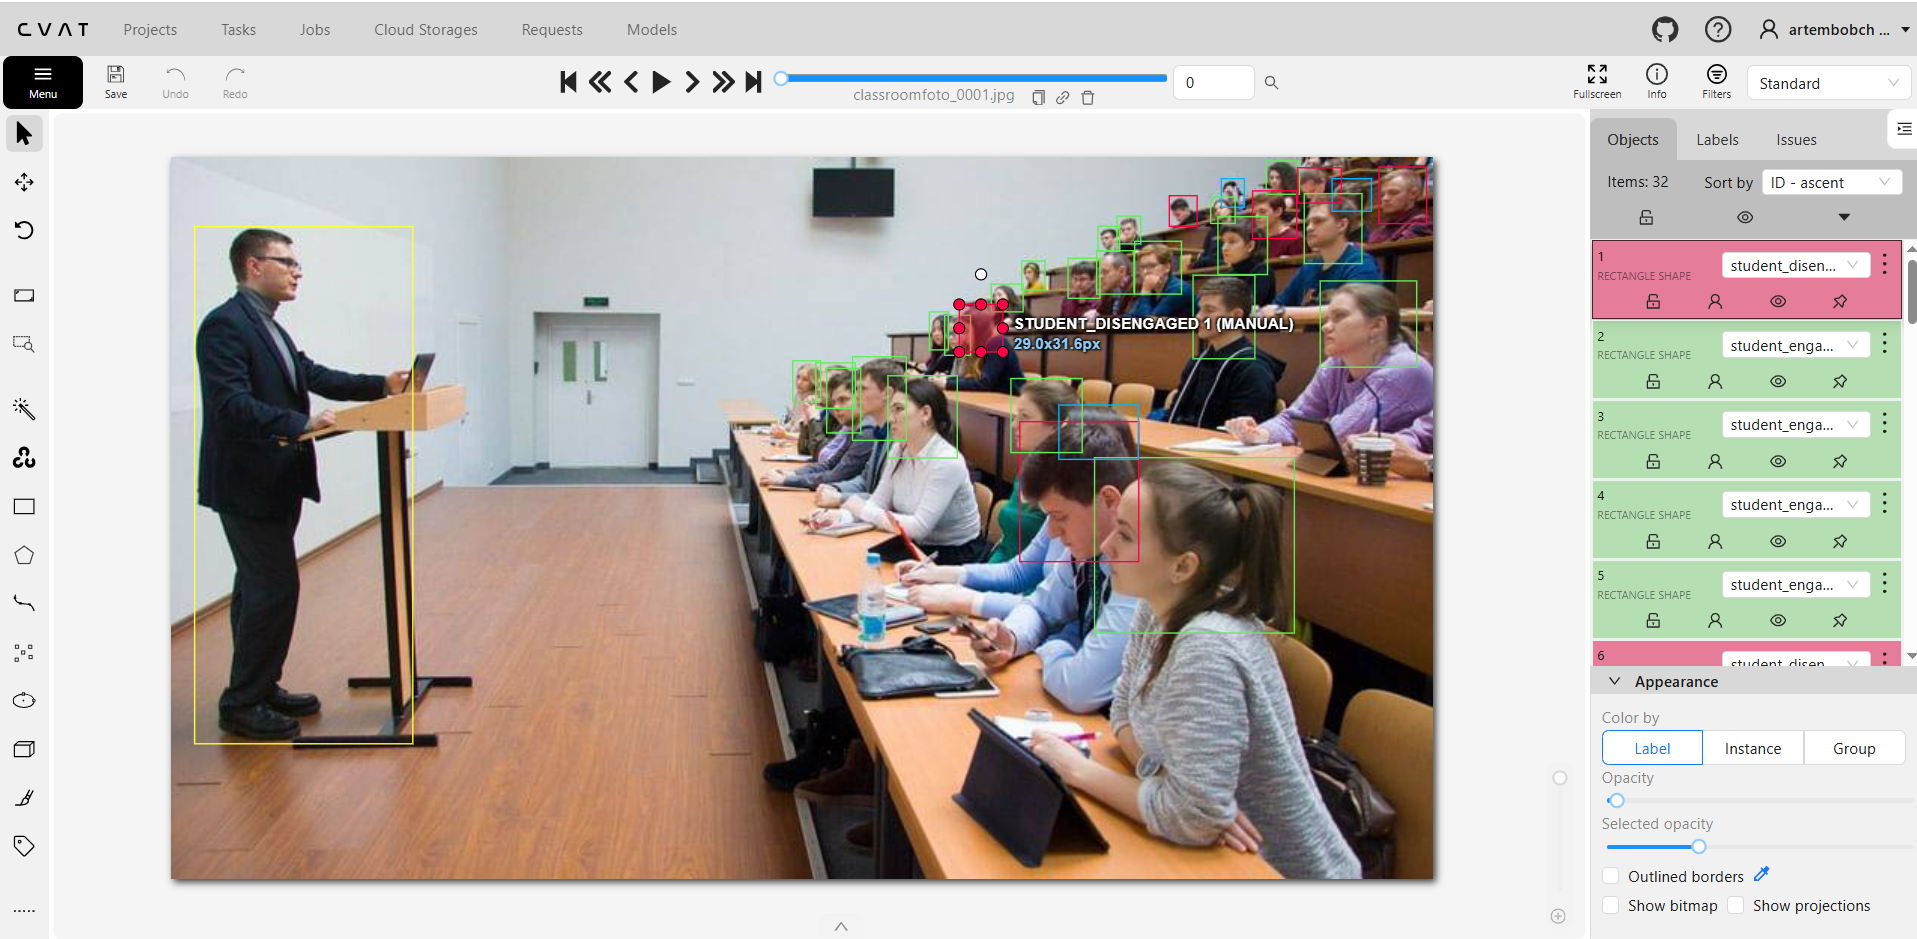 CVAT
Projects
Tasks
Jobs
Cloud Storages
Requests
Models
artembobch ...
Menu
Save
Undo
Redo
classroomfoto_0001.jpg
0
Fullscreen
Info
Filters
Standard
Objects
Labels
Issues
Items: 32
Sort by
ID - ascent
1
RECTANGLE SHAPE
student_disen...
2
RECTANGLE SHAPE
student_enga...
3
RECTANGLE SHAPE
student_enga...
4
RECTANGLE SHAPE
student_enga...
5
RECTANGLE SHAPE
student_enga...
6
student_disen...
STUDENT_DISENGAGED 1 (MANUAL)
29.0x31.6px
Appearance
Color by
Label
Instance
Group
Opacity
Selected opacity
Outlined borders
Show bitmap
Show projections